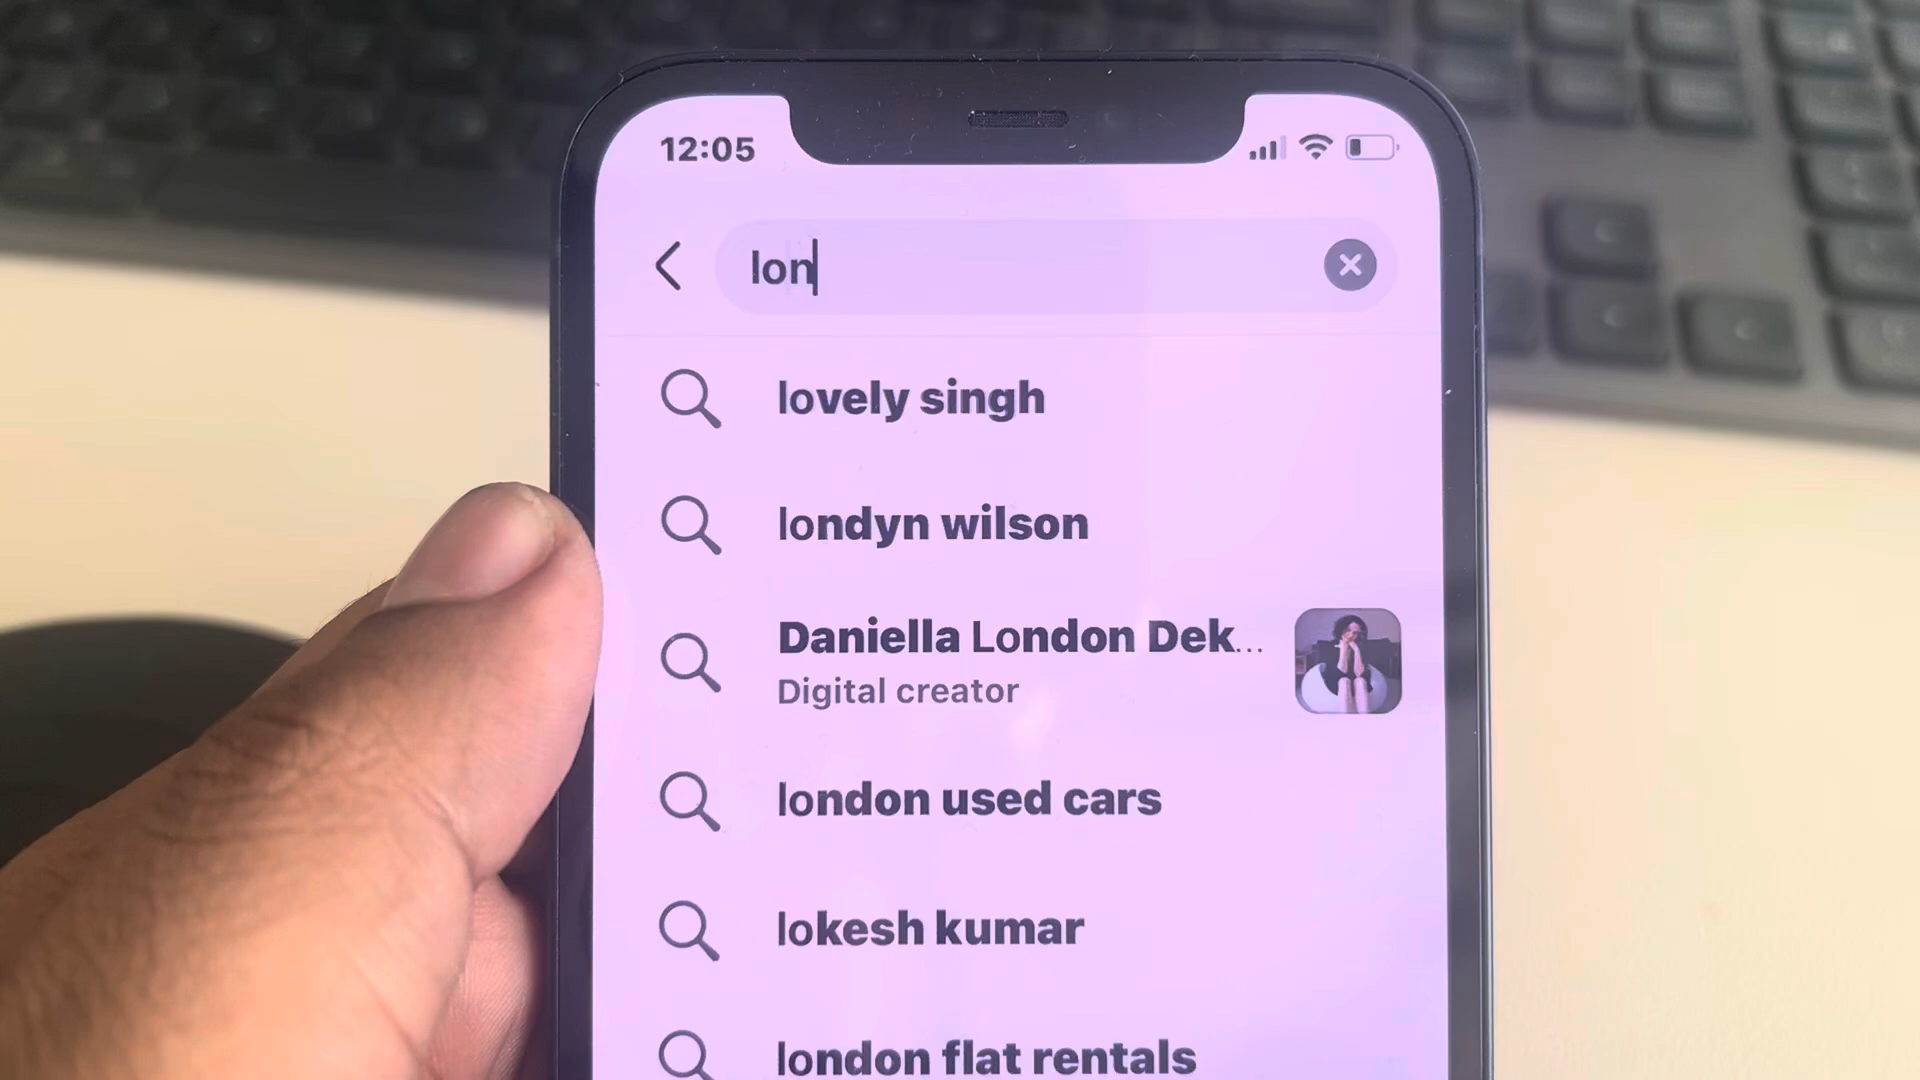 12:05
lon
lovely singh
londyn wilson
Daniella London Dek...
Digital creator
london used cars
lokesh kumar
london flat rentals